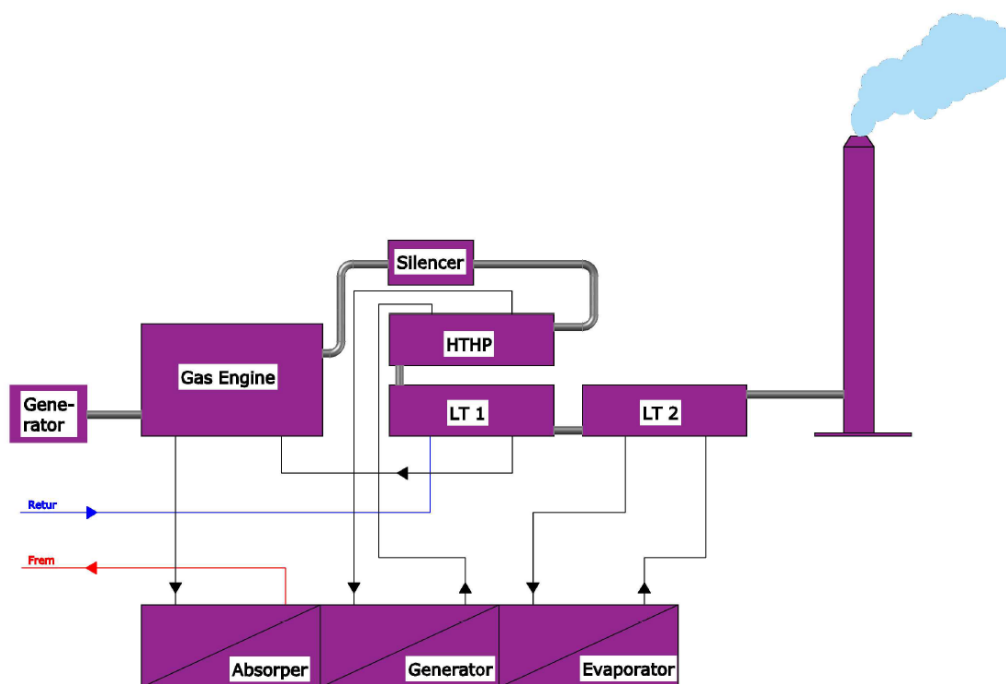 Silencer
HTHP
Gas Engine
Gene-
rator
LT 1
LT 2
Retur
Frem
Absorper
Generator
Evaporator